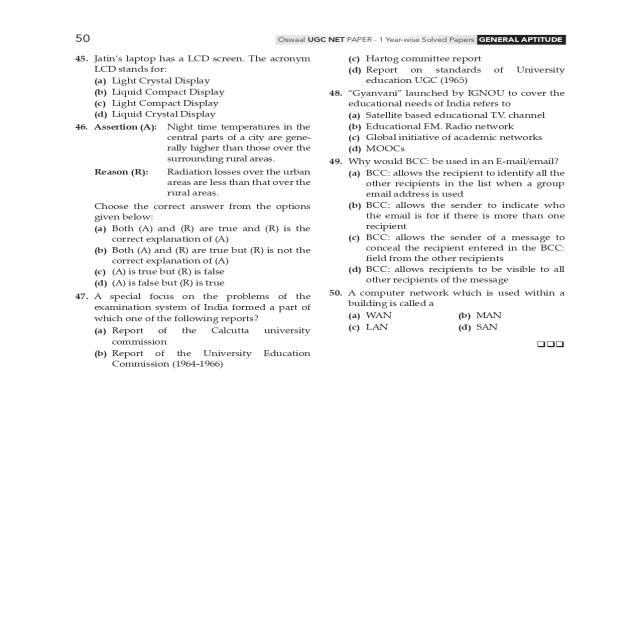 50
Oswaal UGC NET PAPER - 1 Year-wise Solved Papers GENERAL APTITUDE
45. Jatin's laptop has a LCD screen. The acronym
LCD stands for:
(a) Light Crystal Display
(b) Liquid Compact Display
(c) Light Compact Display
(d) Liquid Crystal Display
46. Assertion (A): Night time temperatures in the
central parts of a city are gene-
rally higher than those over the
surrounding rural areas.
Reason (R): Radiation losses over the urban
areas are less than that over the
rural areas.
Choose the correct answer from the options
given below:
(a) Both (A) and (R) are true and (R) is the
correct explanation of (A)
(b) Both (A) and (R) are true but (R) is not the
correct explanation of (A)
(c) (A) is true but (R) is false
(d) (A) is false but (R) is true
47. A special focus on the problems of the
examination system of India formed a part of
which one of the following reports?
(a) Report of the Calcutta university
commission
(b) Report of the University Education
Commission (1964-1966)
(c) Hartog committee report
(d) Report on standards of University
education UGC (1965)
48. "Gyanvani" launched by IGNOU to cover the
educational needs of India refers to
(a) Satellite based educational T.V. channel
(b) Educational F.M. Radio network
(c) Global initiative of academic networks
(d) MOOCs
49. Why would BCC: be used in an E-mail/email?
(a) BCC: allows the recipient to identify all the
other recipients in the list when a group
email address is used
(b) BCC: allows the sender to indicate who
the email is for if there is more than one
recipient
(c) BCC: allows the sender of a message to
conceal the recipient entered in the BCC:
field from the other recipients
(d) BCC: allows recipients to be visible to all
other recipients of the message
50. A computer network which is used within a
building is called a
(a) WAN (b) MAN
(c) LAN (d) SAN